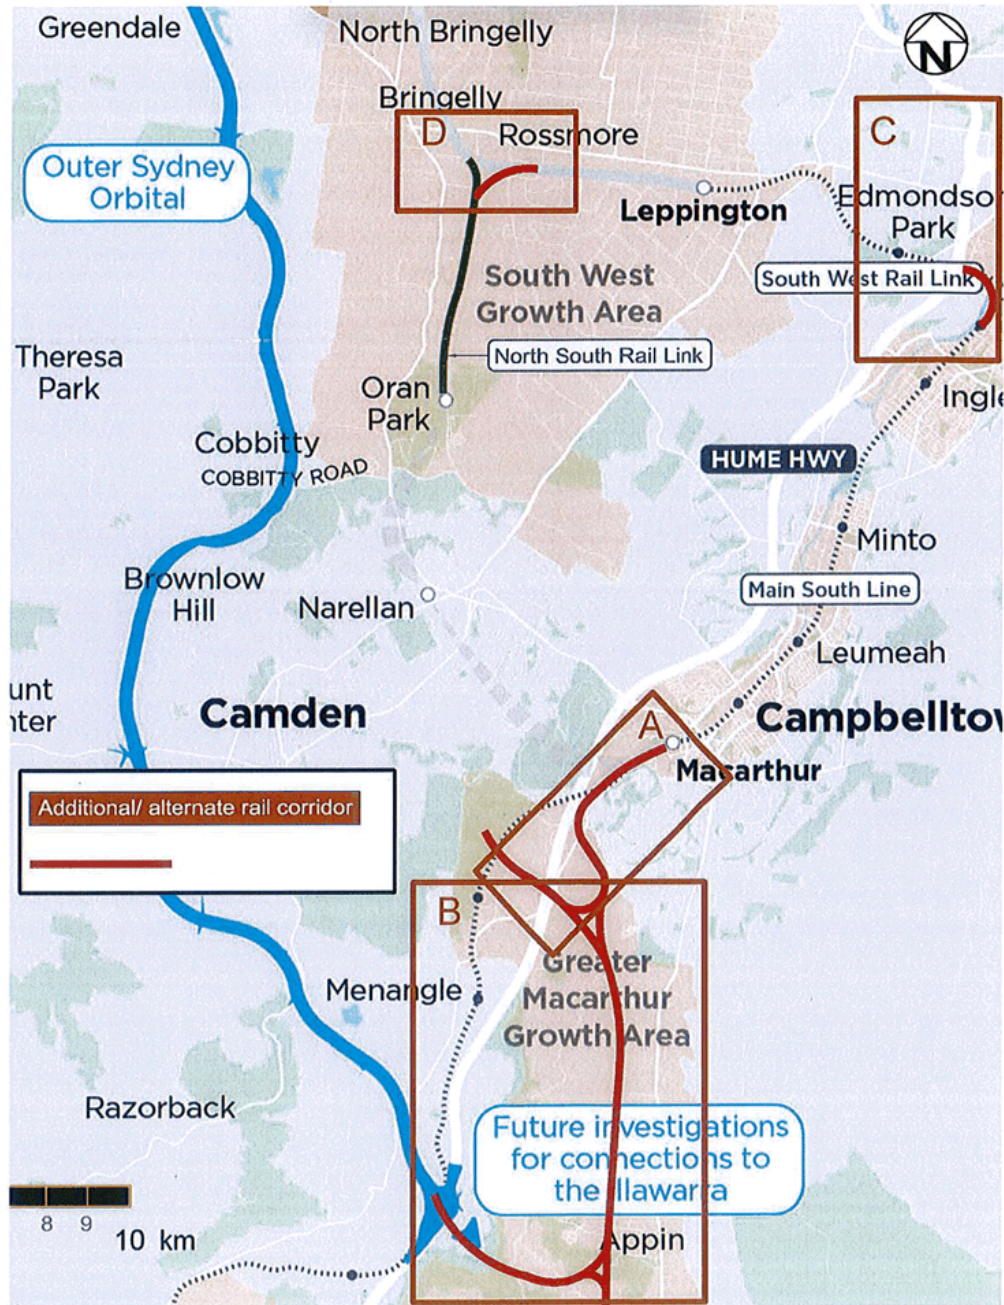 Greendale
North Bringelly
N
Bringelly
D
Rossmore
C
Outer Sydney
Orbital
Leppington
Edmondso
Park
South West
Growth Area
South West Rail Link
North South Rail Link
Theresa
Park
Oran
Park
Ingle
Cobbitty
COBBITTY ROAD
HUME HWY
Minto
Brownlow
Hill
Narellan
Main South Line
Leumeah
unt
nter
Camden
Campbelltow
A
Macarthur
Additional/ alternate rail corridor
B
Greater
Macarthur
Growth Area
Menangle
Razorback
Future investigations
for connections to
the Illawarra
8 9
10 km
Appin